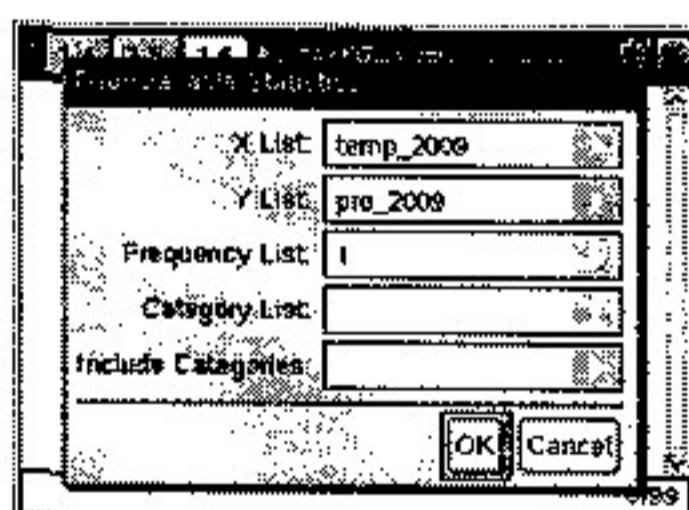 X List: temp_2009
Y List: pro_2009
Frequency List: 1
Category List:
Include Categories:
OK Cancel